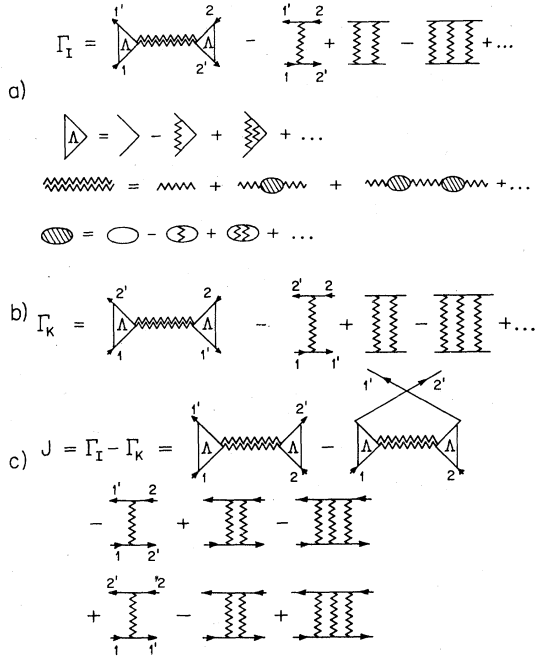 1' 2 1' 2
Γ_I = Λ Λ − + − +...
1 2' 1 2'
a)
Λ = − + + ...
= + + +...
= − + + ...
2' 2 2' 2
b) Γ_K = Λ Λ − + − +...
1 1' 1 1'
1' 2'
1' 2'
c) J = Γ_I − Γ_K = Λ Λ − Λ Λ
1 2 1 2
1' 2
− + −
1 2'
2' '2
+ − +
1 1'